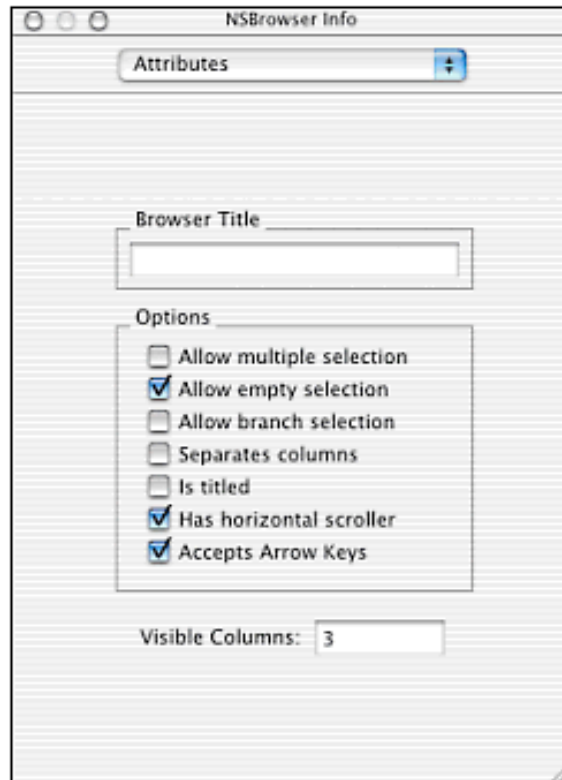 NSBrowser Info
Attributes
Browser Title
Options
Allow multiple selection
Allow empty selection
Allow branch selection
Separates columns
Is titled
Has horizontal scroller
Accepts Arrow Keys
Visible Columns: 3